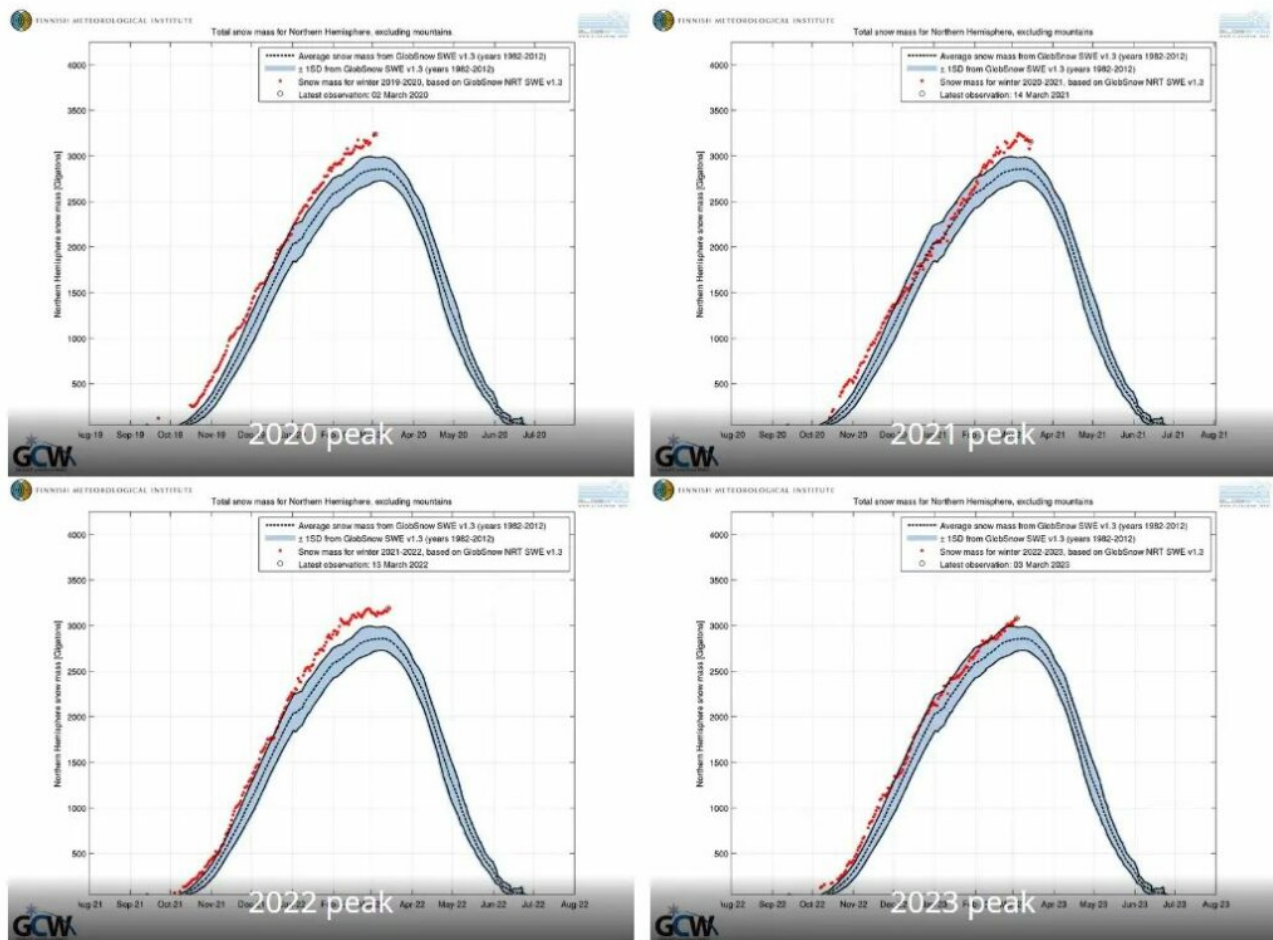 FINNISH METEOROLOGICAL INSTITUTE
Total snow mass for Northern Hemisphere, excluding mountains
Average snow mass from GlobSnow SWE v1.3 (years 1982-2012)
± 1SD from GlobSnow SWE v1.3 (years 1982-2012)
Snow mass for winter 2019-2020, based on GlobSnow NRT SWE v1.3
Latest observation: 02 March 2020
Northern Hemisphere snow mass [Gigatons]
4000
3500
3000
2500
2000
1500
1000
500
Aug-19 Sep-19 Oct-19 Nov-19 Apr-20 May-20 Jun-20 Jul-20
2020 peak
GCW
FINNISH METEOROLOGICAL INSTITUTE
Total snow mass for Northern Hemisphere, excluding mountains
Average snow mass from GlobSnow SWE v1.3 (years 1982-2012)
± 1SD from GlobSnow SWE v1.3 (years 1982-2012)
Snow mass for winter 2020-2021, based on GlobSnow NRT SWE v1.3
Latest observation: 14 March 2021
Northern Hemisphere snow mass [Gigatons]
4000
3500
3000
2500
2000
1500
1000
500
Aug-20 Sep-20 Oct-20 Nov-20 Apr-21 May-21 Jun-21 Jul-21 Aug-21
2021 peak
GCW
FINNISH METEOROLOGICAL INSTITUTE
Total snow mass for Northern Hemisphere, excluding mountains
Average snow mass from GlobSnow SWE v1.3 (years 1982-2012)
± 1SD from GlobSnow SWE v1.3 (years 1982-2012)
Snow mass for winter 2021-2022, based on GlobSnow NRT SWE v1.3
Latest observation: 13 March 2022
Northern Hemisphere snow mass [Gigatons]
4000
3500
3000
2500
2000
1500
1000
500
Aug-21 Sep-21 Oct-21 Nov-21 Apr-22 May-22 Jun-22 Jul-22 Aug-22
2022 peak
GCW
FINNISH METEOROLOGICAL INSTITUTE
Total snow mass for Northern Hemisphere, excluding mountains
Average snow mass from GlobSnow SWE v1.3 (years 1982-2012)
± 1SD from GlobSnow SWE v1.3 (years 1982-2012)
Snow mass for winter 2022-2023, based on GlobSnow NRT SWE v1.3
Latest observation: 03 March 2023
Northern Hemisphere snow mass [Gigatons]
4000
3500
3000
2500
2000
1500
1000
500
Aug-22 Sep-22 Oct-22 Nov-22 Apr-23 May-23 Jun-23 Jul-23 Aug-23
2023 peak
GCW